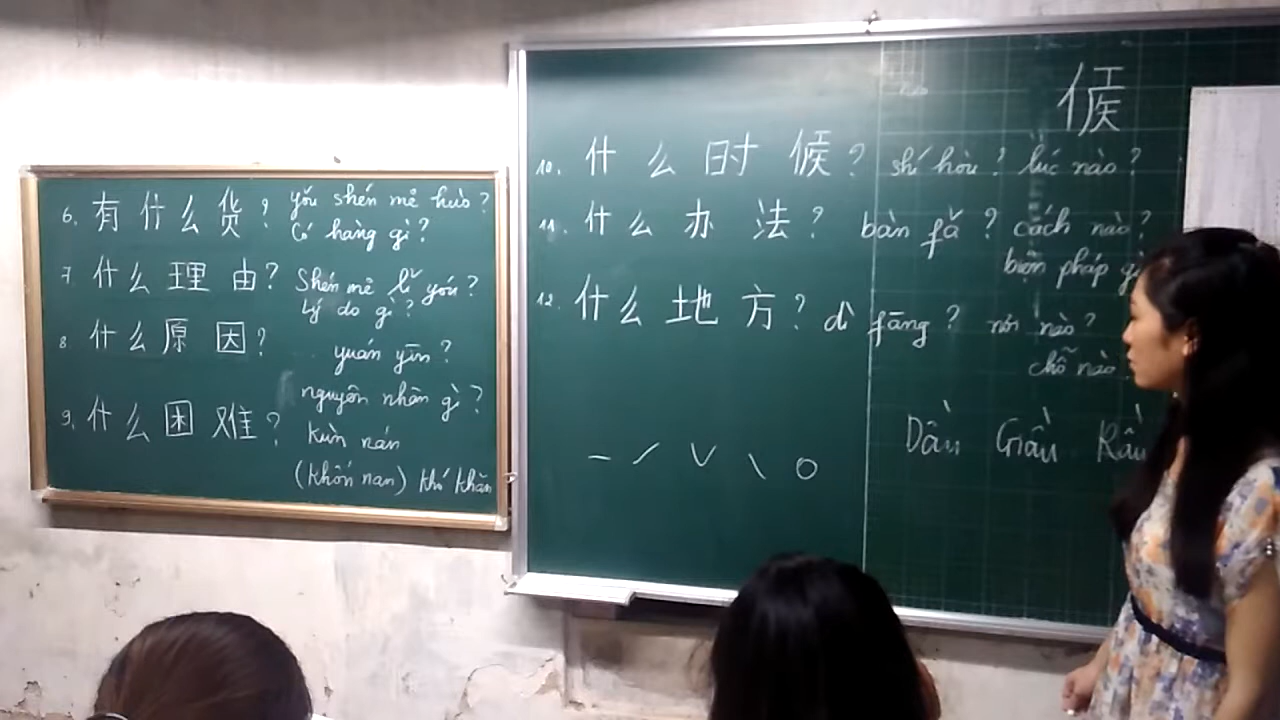 6. 有什么货? yǒu shén mē huò?
Có hàng gì?
7. 什么理由? Shén mē lǐ yóu?
Lý do gì?
8. 什么原因? yuán yīn?
nguyên nhân gì?
9. 什么困难? kùn nán
(khốn nan) khó khăn
候
10. 什么时候? shí hòu? lúc nào?
11. 什么办法? bàn fǎ? cách nào?
biện pháp gì
12. 什么地方? dì fāng? nơi nào?
chỗ nào
Dầu Giầu Rầu
– ˊ ˇ ˋ ○